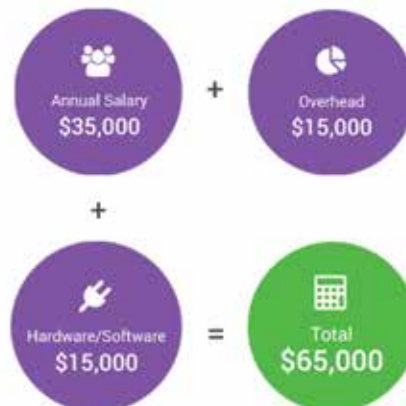 Annual Salary
$35,000
+
Overhead
$15,000
+
Hardware/Software
$15,000
=
Total
$65,000